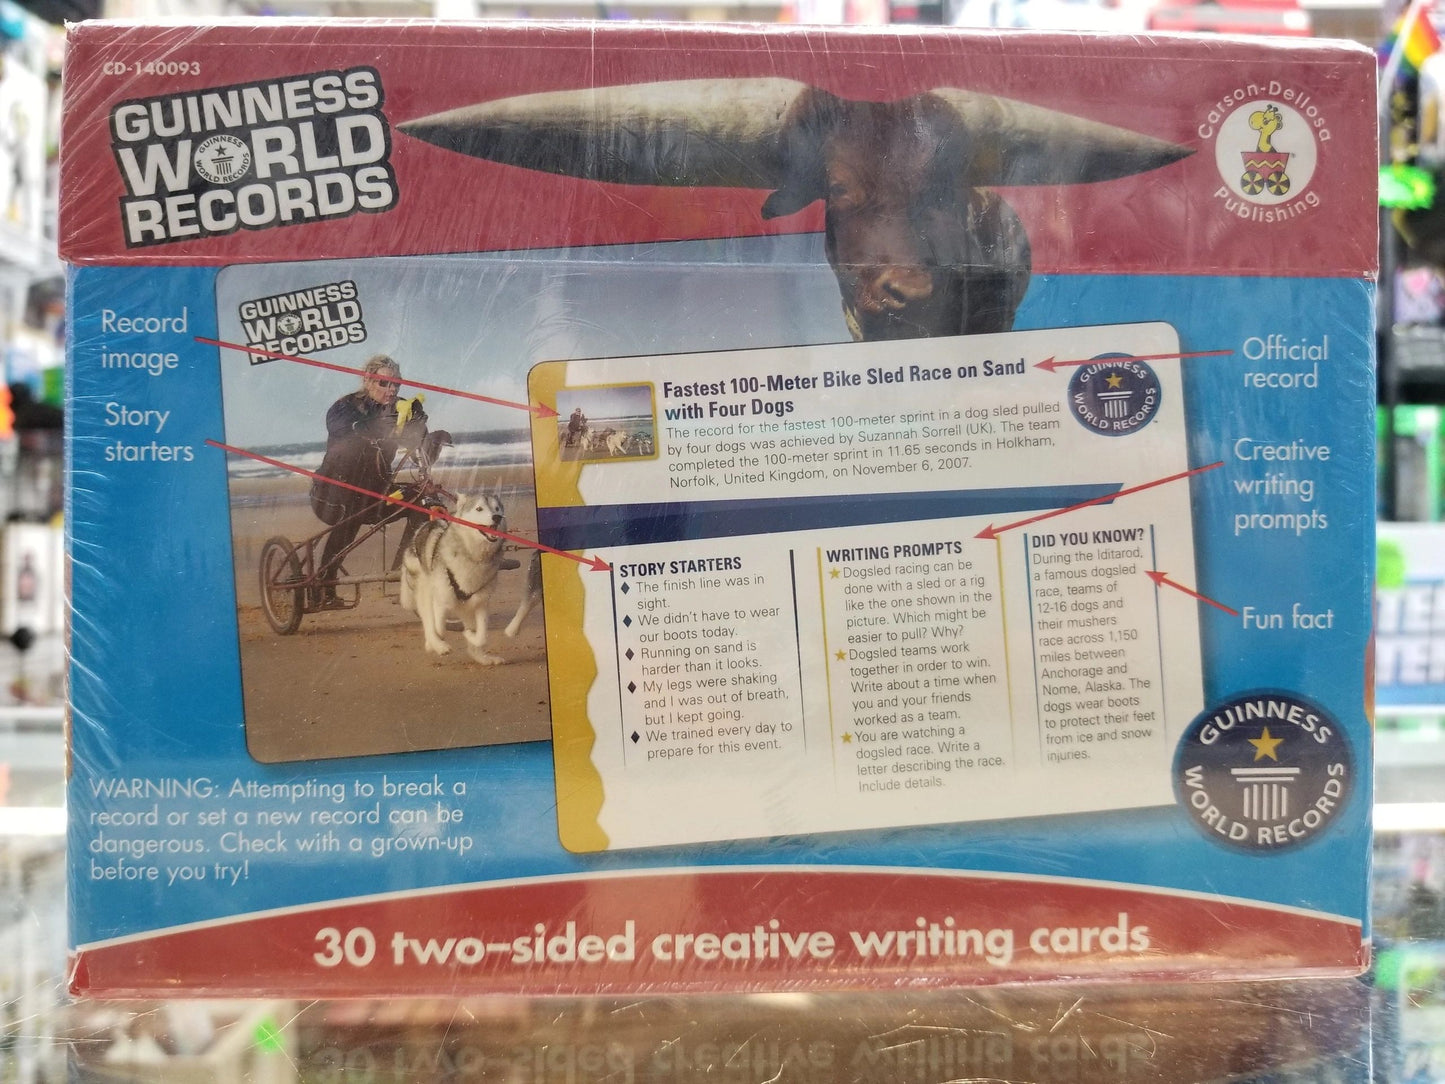 CD-140093
GUINNESS
WORLD
RECORDS
GUINNESS
WORLD RECORDS
Carson-Dellosa
Publishing
Record
image
Story
starters
GUINNESS
WORLD
RECORDS
Fastest 100-Meter Bike Sled Race on Sand
with Four Dogs
The record for the fastest 100-meter sprint in a dog sled pulled
by four dogs was achieved by Suzannah Sorrell (UK). The team
completed the 100-meter sprint in 11.65 seconds in Holkham,
Norfolk, United Kingdom, on November 6, 2007.
GUINNESS
WORLD RECORDS
Official
record
Creative
writing
prompts
STORY STARTERS
The finish line was in
sight.
We didn't have to wear
our boots today.
Running on sand is
harder than it looks.
My legs were shaking
and I was out of breath,
but I kept going.
We trained every day to
prepare for this event.
WRITING PROMPTS
Dogsled racing can be
done with a sled or a rig
like the one shown in the
picture. Which might be
easier to pull? Why?
Dogsled teams work
together in order to win.
Write about a time when
you and your friends
worked as a team.
You are watching a
dogsled race. Write a
letter describing the race.
Include details.
DID YOU KNOW?
During the Iditarod,
a famous dogsled
race, teams of
12-16 dogs and
their mushers
race across 1,150
miles between
Anchorage and
Nome, Alaska. The
dogs wear boots
to protect their feet
from ice and snow
injuries.
Fun fact
WARNING: Attempting to break a
record or set a new record can be
dangerous. Check with a grown-up
before you try!
GUINNESS
WORLD RECORDS
30 two-sided creative writing cards